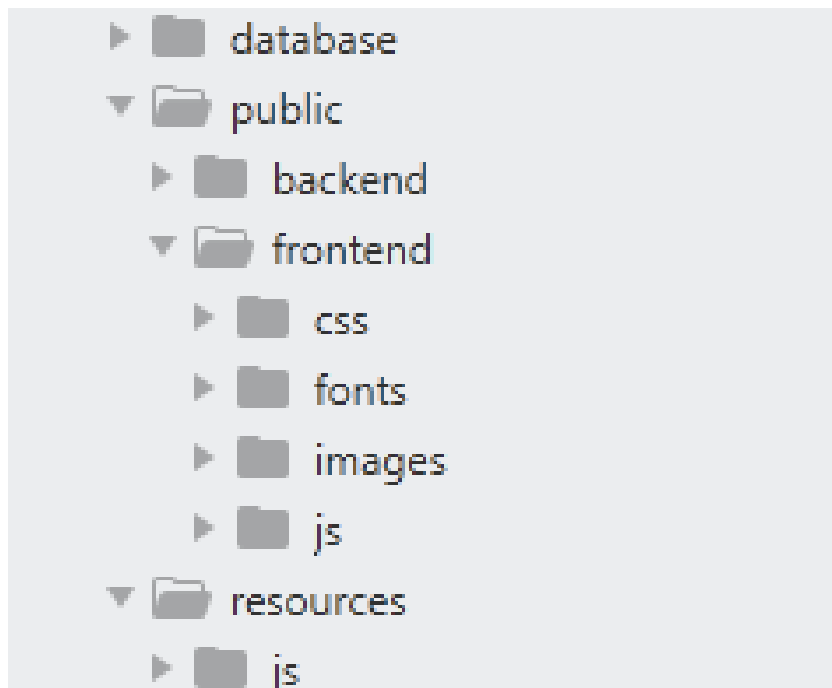 database
public
backend
frontend
css
fonts
images
js
resources
js